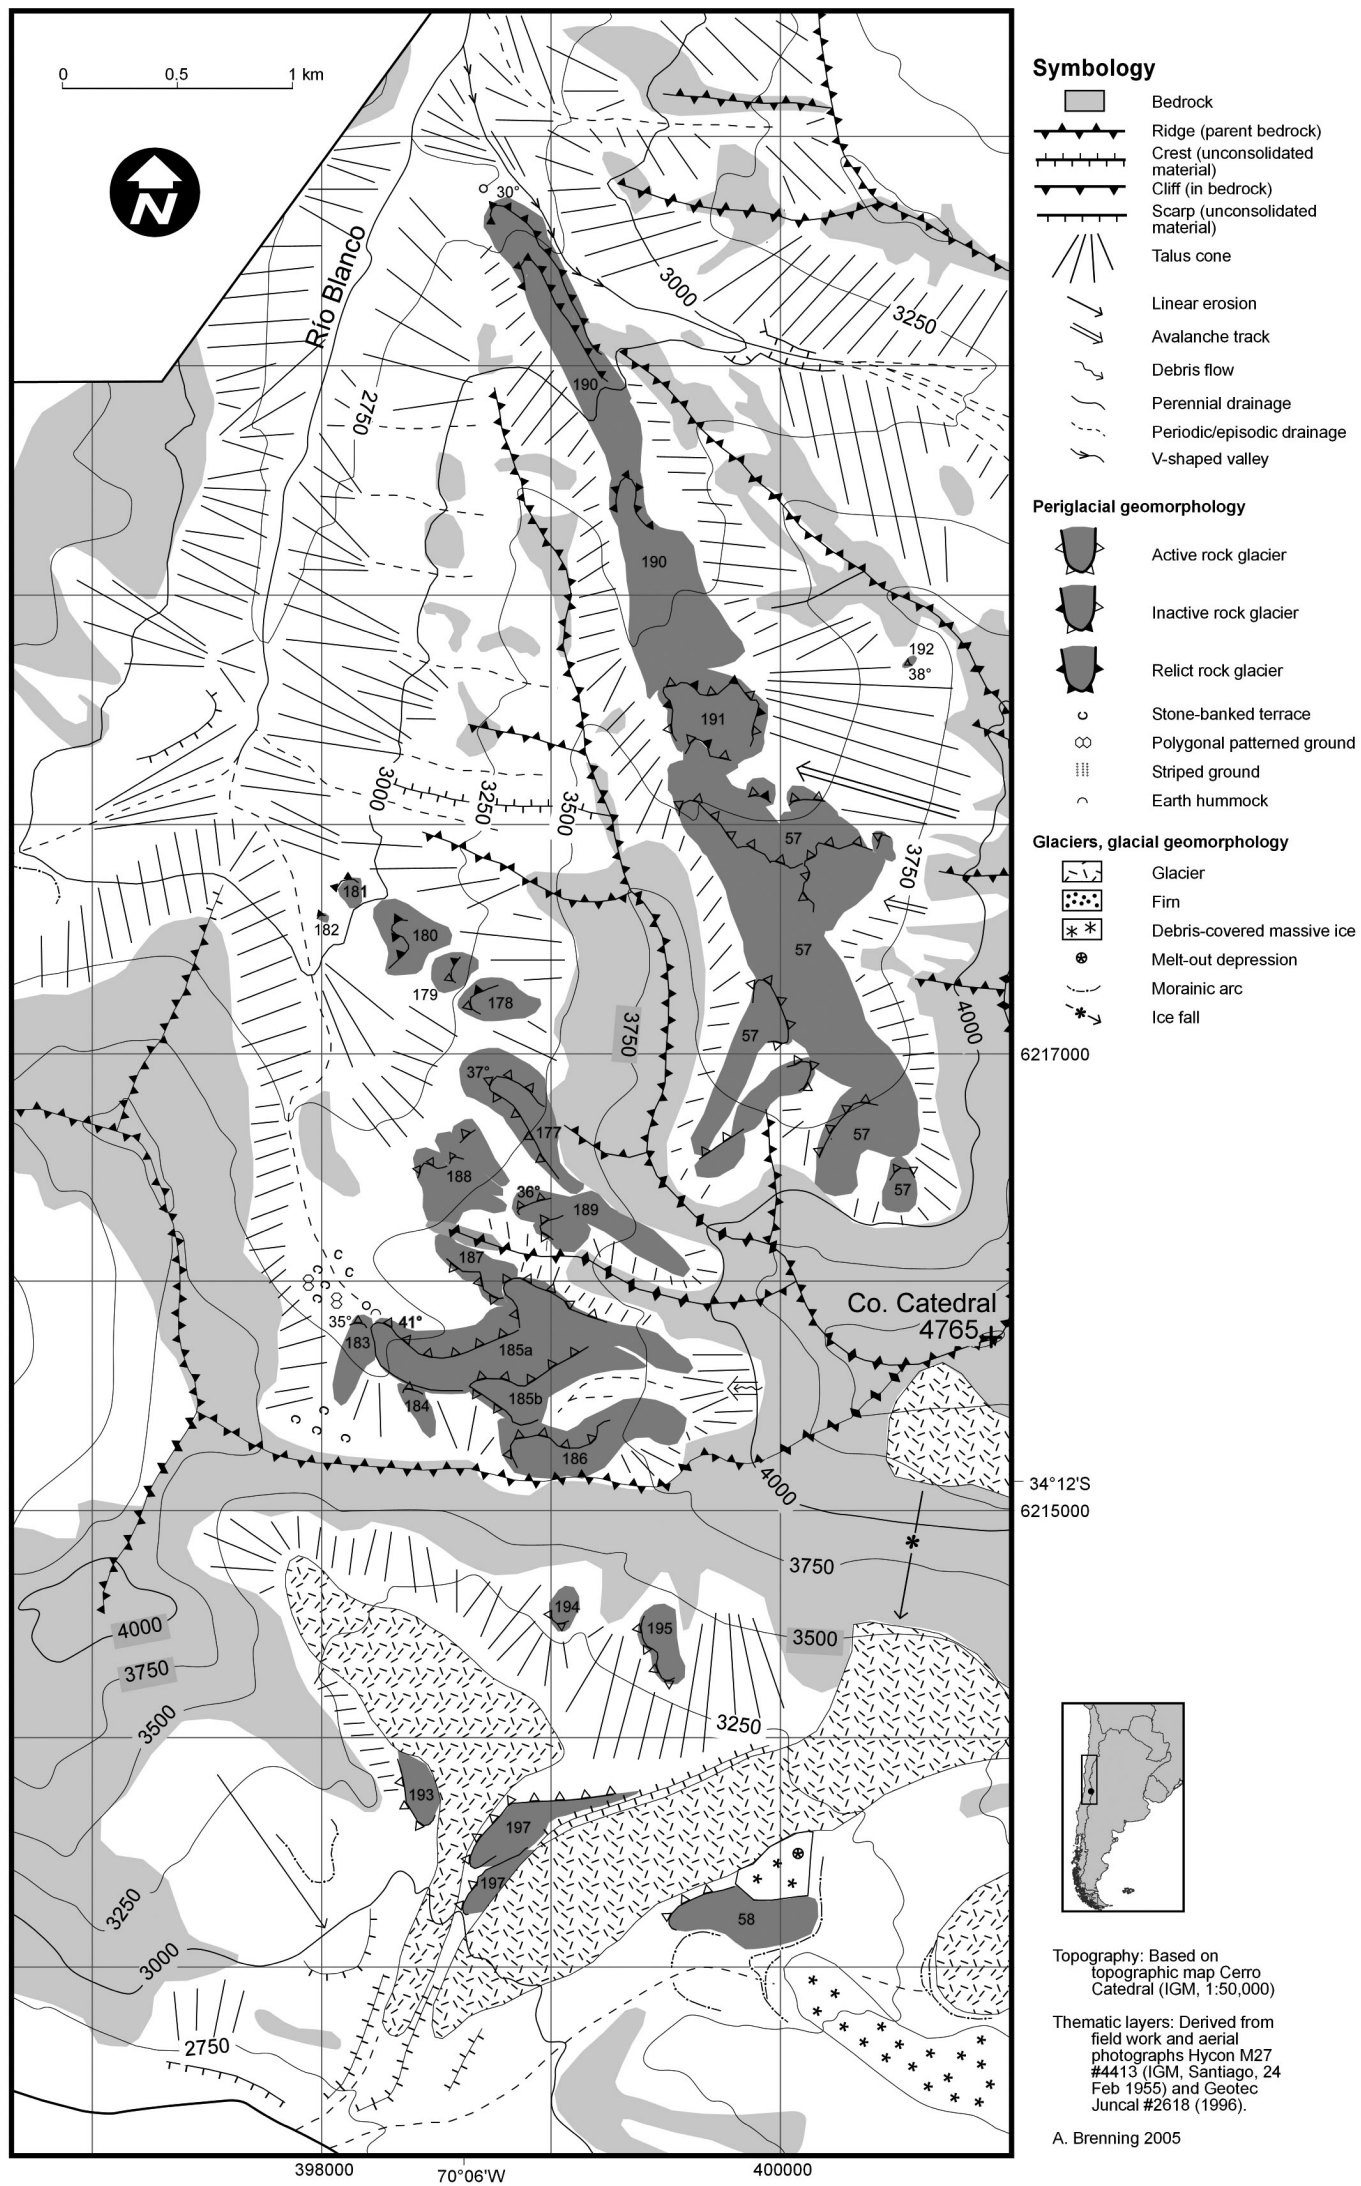 0 0.5 1 km
N
Río Blanco
30°
3000
3250
2750
190
190
192
38°
191
3000
3250
3500
57
3750
181
182
180
57
179
178
3750
57
4000
37°
177
57
188
36°
189
57
187
Co. Catedral
4765
35°
41°
183
185a
184
185b
186
4000
3750
194
195
3500
4000
3750
3500
3250
193
197
197
58
3250
3000
2750
398000
70°06'W
400000
6217000
34°12'S
6215000
Symbology
Bedrock
Ridge (parent bedrock)
Crest (unconsolidated
material)
Cliff (in bedrock)
Scarp (unconsolidated
material)
Talus cone
Linear erosion
Avalanche track
Debris flow
Perennial drainage
Periodic/episodic drainage
V-shaped valley
Periglacial geomorphology
Active rock glacier
Inactive rock glacier
Relict rock glacier
Stone-banked terrace
Polygonal patterned ground
Striped ground
Earth hummock
Glaciers, glacial geomorphology
Glacier
Firn
Debris-covered massive ice
Melt-out depression
Morainic arc
Ice fall
Topography: Based on
topographic map Cerro
Catedral (IGM, 1:50,000)
Thematic layers: Derived from
field work and aerial
photographs Hycon M27
#4413 (IGM, Santiago, 24
Feb 1955) and Geotec
Juncal #2618 (1996).
A. Brenning 2005